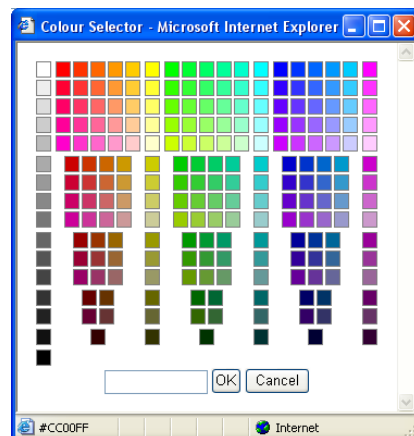 Colour Selector - Microsoft Internet Explorer
OK Cancel
#CC00FF Internet